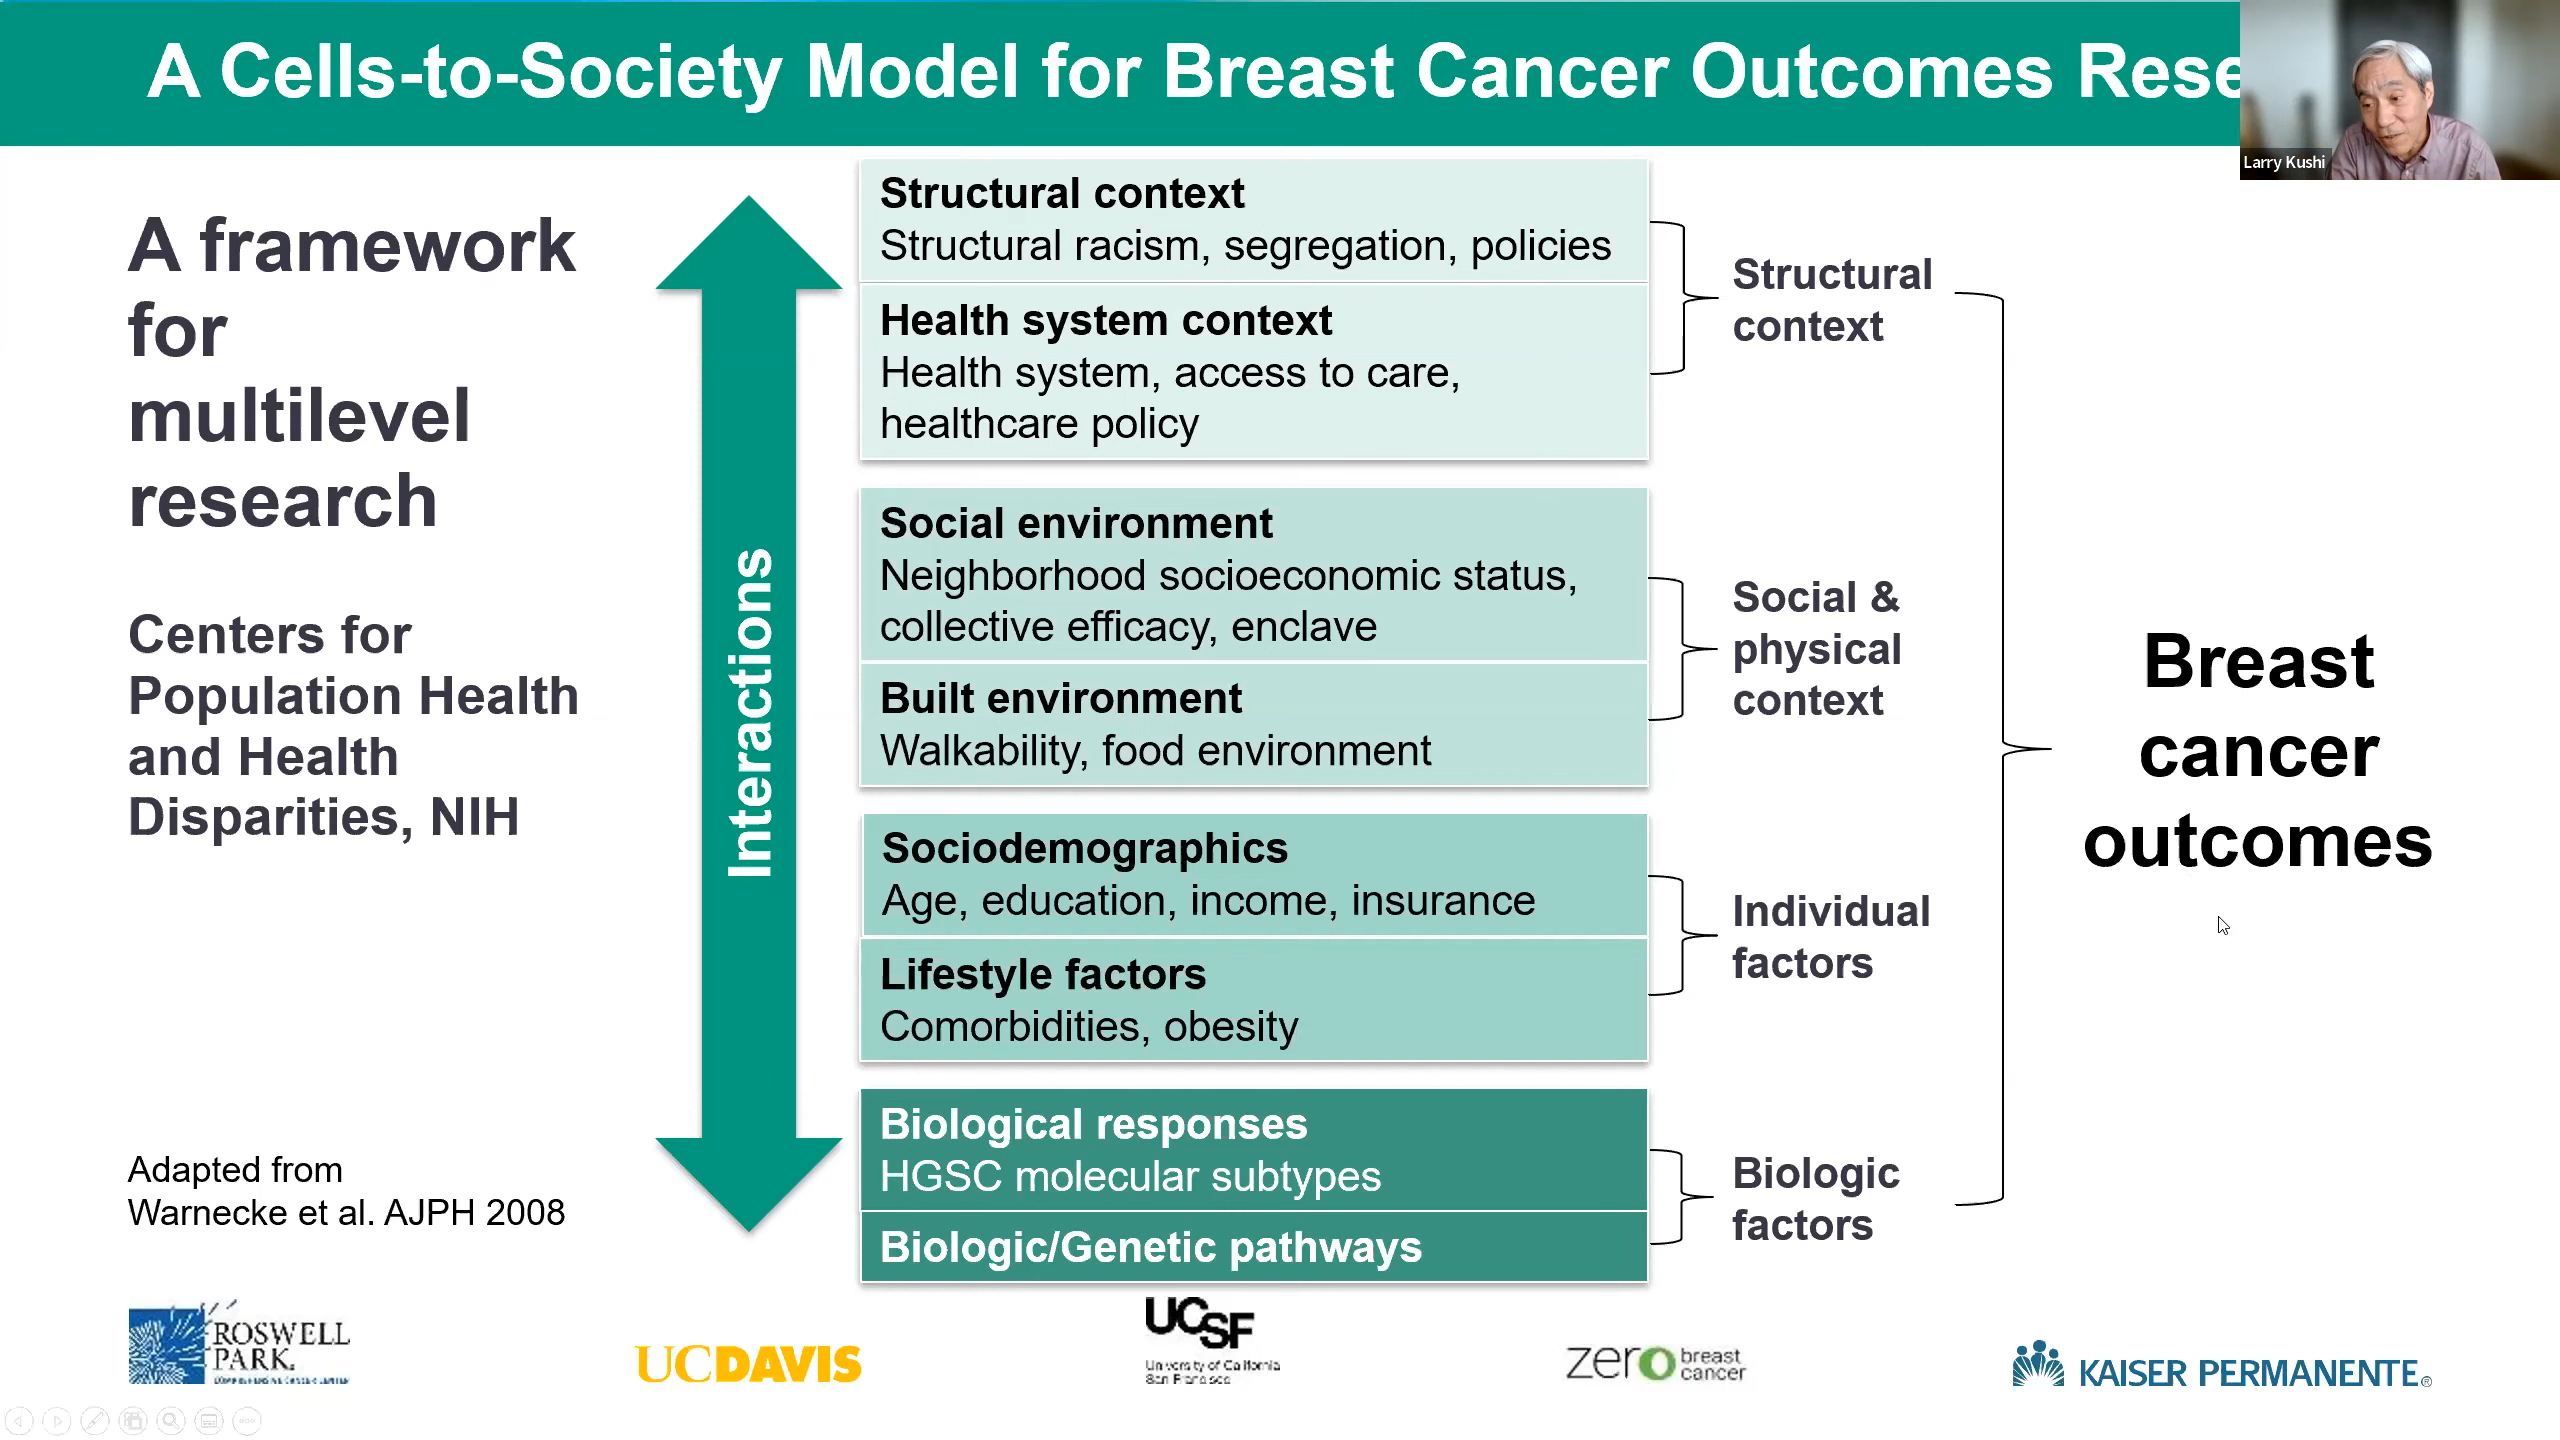 A Cells-to-Society Model for Breast Cancer Outcomes Rese
Larry Kushi
A framework
for
multilevel
research
Centers for
Population Health
and Health
Disparities, NIH
Adapted from
Warnecke et al. AJPH 2008
Interactions
Structural context
Structural racism, segregation, policies
Health system context
Health system, access to care,
healthcare policy
Social environment
Neighborhood socioeconomic status,
collective efficacy, enclave
Built environment
Walkability, food environment
Sociodemographics
Age, education, income, insurance
Lifestyle factors
Comorbidities, obesity
Biological responses
HGSC molecular subtypes
Biologic/Genetic pathways
Structural
context
Social &
physical
context
Individual
factors
Biologic
factors
Breast
cancer
outcomes
ROSWELL
PARK.
COMPREHENSIVE CANCER CENTER
UCDAVIS
UCSF
University of California
San Francisco
zero breast
cancer
KAISER PERMANENTE®